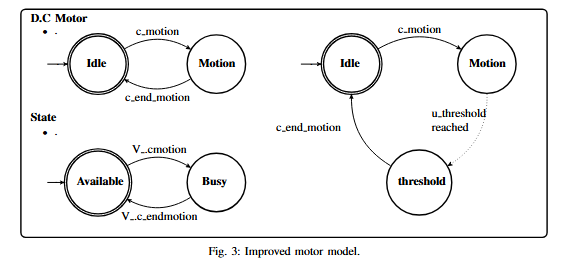 D.C Motor
• .
c_motion
Idle
Motion
c_end_motion
State
• .
V_.cmotion
Available
Busy
V_.c_endmotion
c_motion
Idle
Motion
u_threshold
reached
c_end_motion
threshold
Fig. 3: Improved motor model.